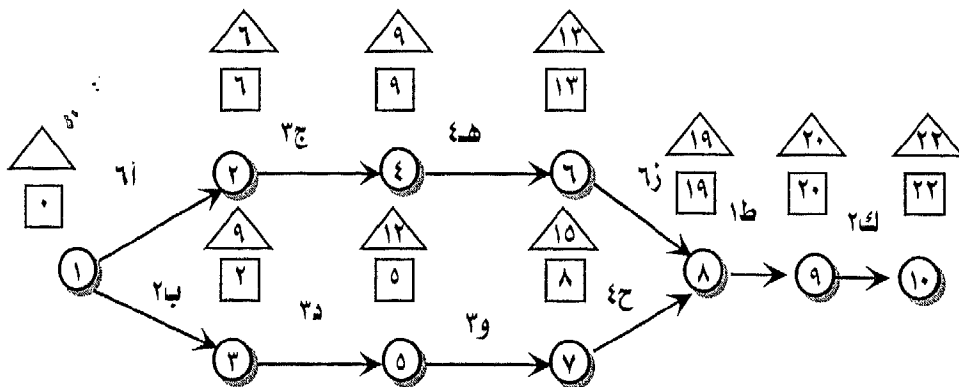 ٦ ٩ ١٣
٦ ٩ ١٣
ج٣ هـ٤
١٩ ٢٠ ٢٢
أ٦ ٢ ٤ ٦ ز٦
٠ ١٩ ٢٠ ٢٢
ط١
٩ ١٢ ١٥
ك٢
١ ٢ ٥ ٨ ٨ ٩ ١٠
ب٢ د٣ و٣ ح٤
٣ ٥ ٧